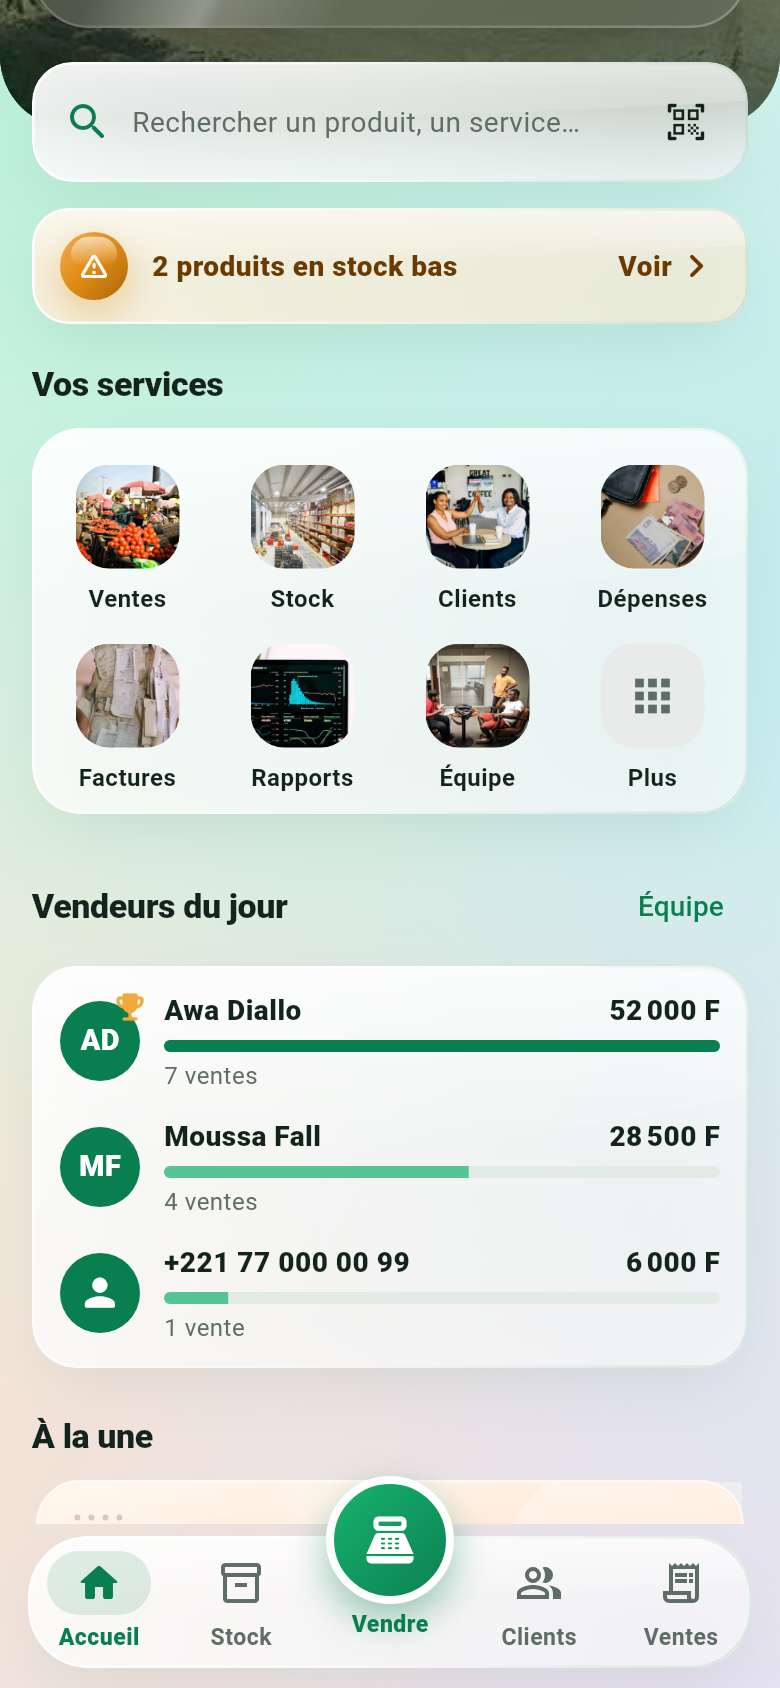 Rechercher un produit, un service…
2 produits en stock bas
Voir
Vos services
GREAT
COFFEE
Ventes
Stock
Clients
Dépenses
Factures
Rapports
Équipe
Plus
Vendeurs du jour
Équipe
AD
Awa Diallo
52 000 F
7 ventes
MF
Moussa Fall
28 500 F
4 ventes
+221 77 000 00 99
6 000 F
1 vente
À la une
Accueil
Stock
Vendre
Clients
Ventes